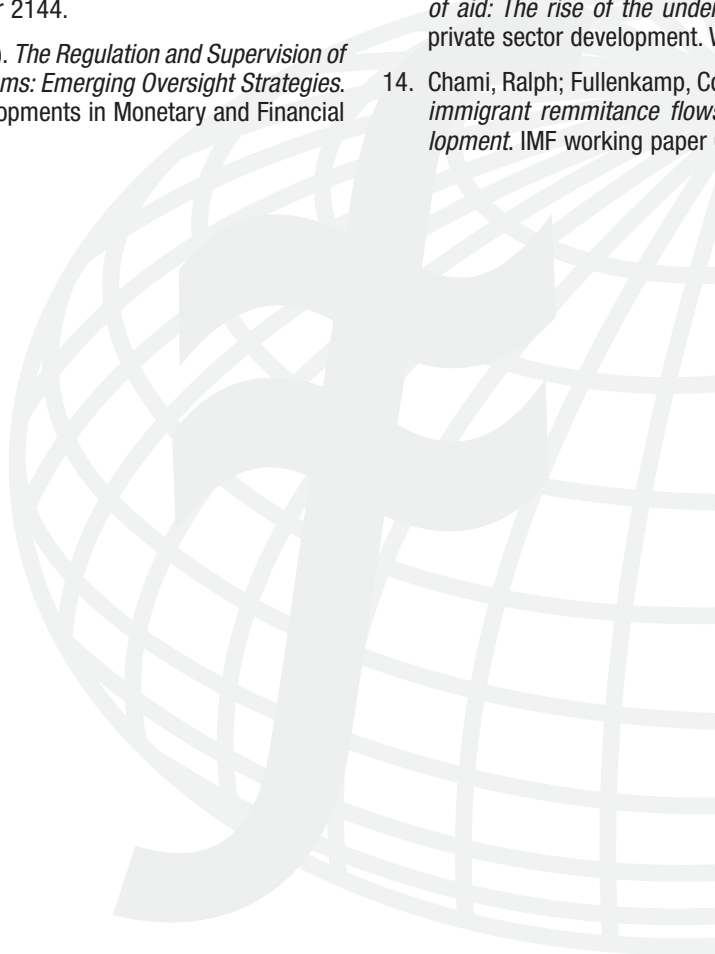 r 2144.
). The Regulation and Supervision of
ms: Emerging Oversight Strategies.
opments in Monetary and Financial
of aid: The rise of the under
private sector development. V
14. Chami, Ralph; Fullenkamp, Co
immigrant remmitance flows
lopment. IMF working paper